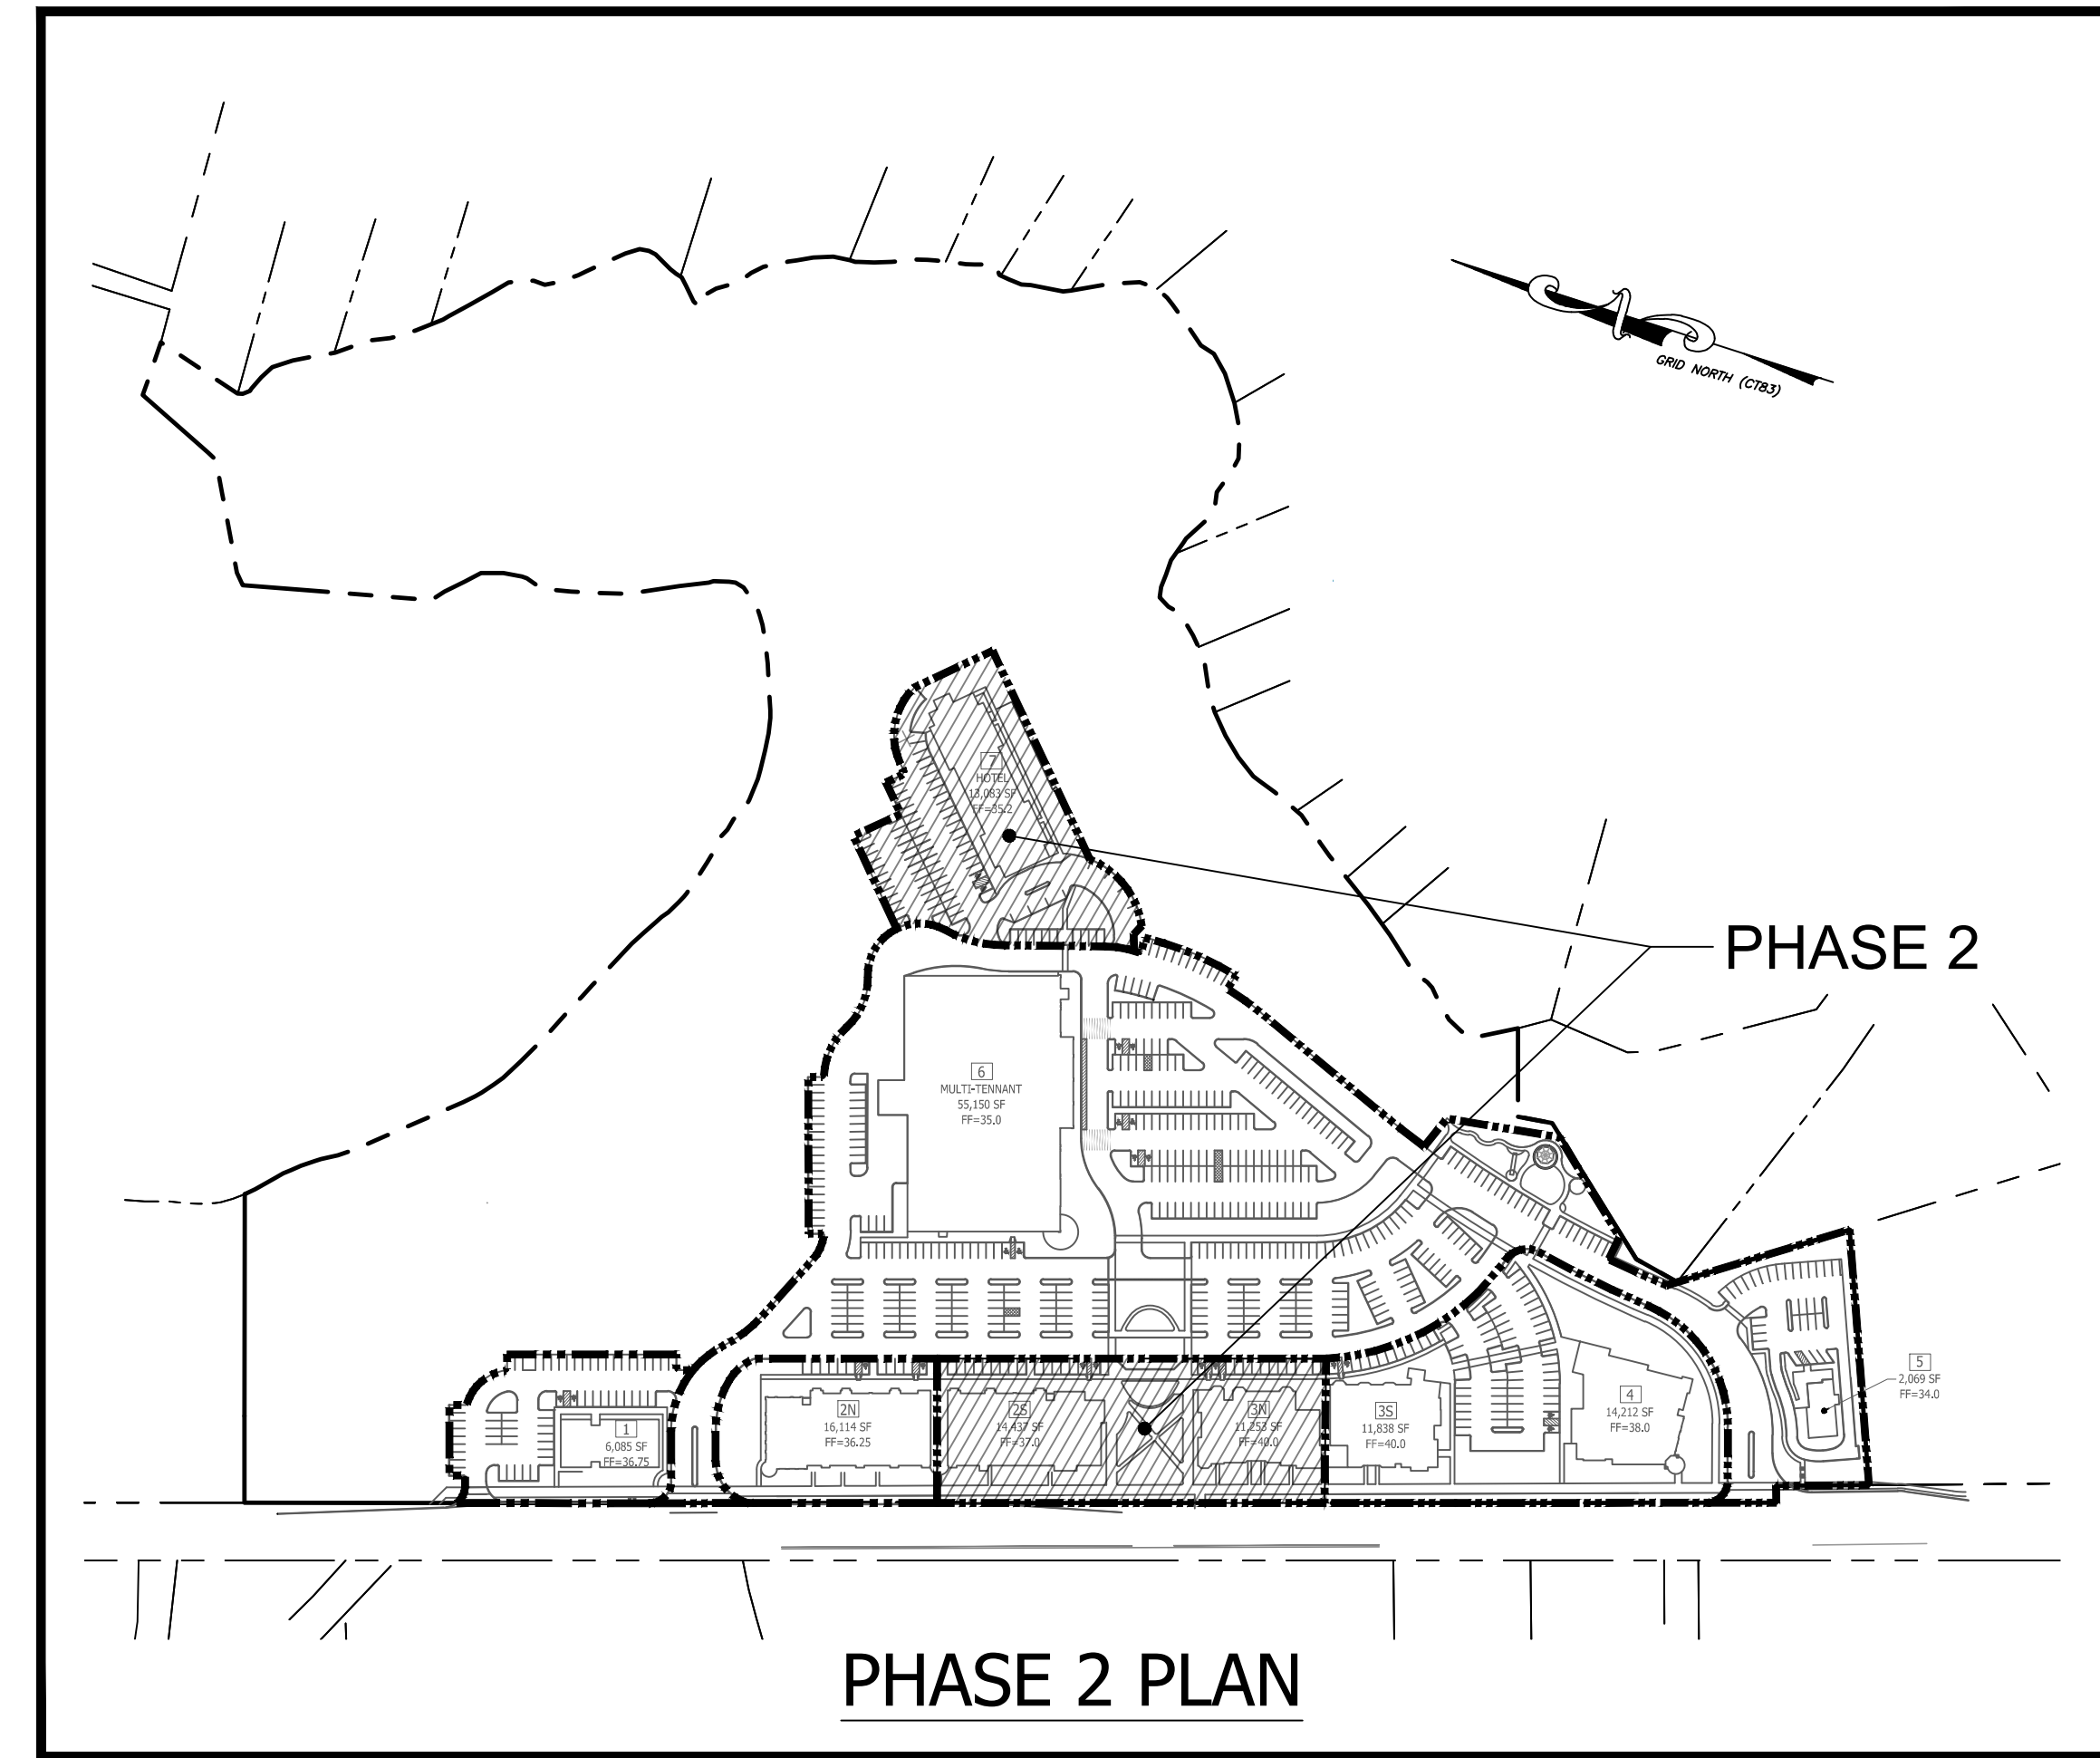 GRID NORTH (CT83)
7
HOTEL
13,083 SF
FF=35.2
PHASE 2
6
MULTI-TENNANT
55,150 SF
FF=35.0
5
2,069 SF
FF=34.0
1
6,085 SF
FF=36.75
2N
16,114 SF
FF=36.25
2S
14,437 SF
FF=37.0
3N
11,253 SF
FF=40.0
3S
11,838 SF
FF=40.0
4
14,212 SF
FF=38.0
PHASE 2 PLAN